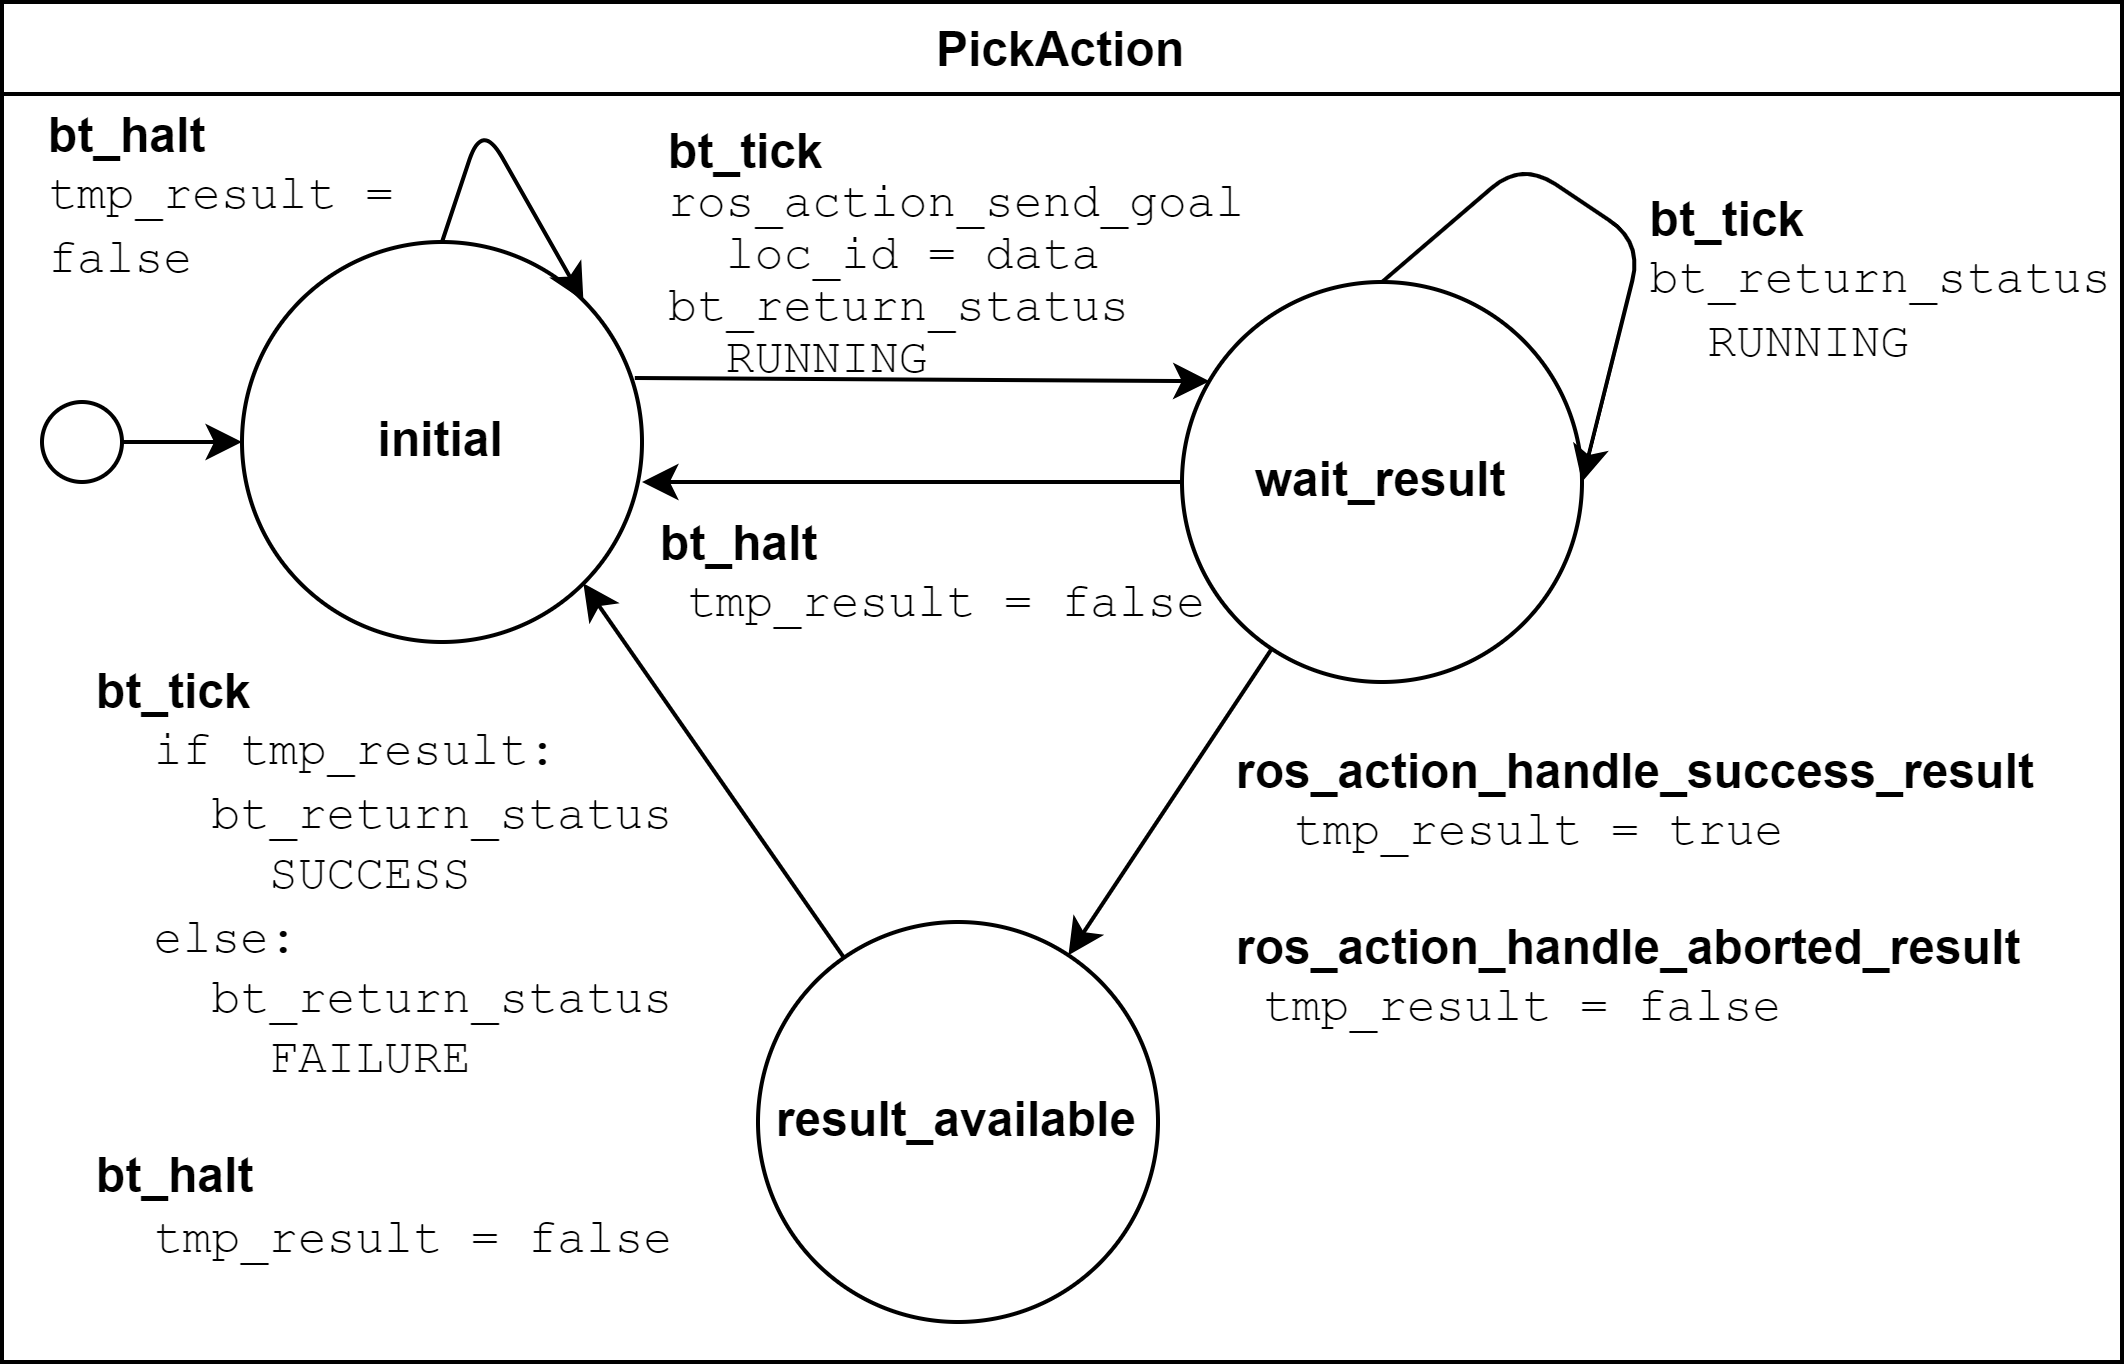 PickAction
bt_halt
tmp_result =
false
bt_tick
ros_action_send_goal
loc_id = data
bt_return_status
RUNNING
bt_tick
bt_return_status
RUNNING
initial
wait_result
bt_halt
tmp_result = false
bt_tick
if tmp_result:
bt_return_status
SUCCESS
else:
bt_return_status
FAILURE
bt_halt
tmp_result = false
ros_action_handle_success_result
tmp_result = true
ros_action_handle_aborted_result
tmp_result = false
result_available